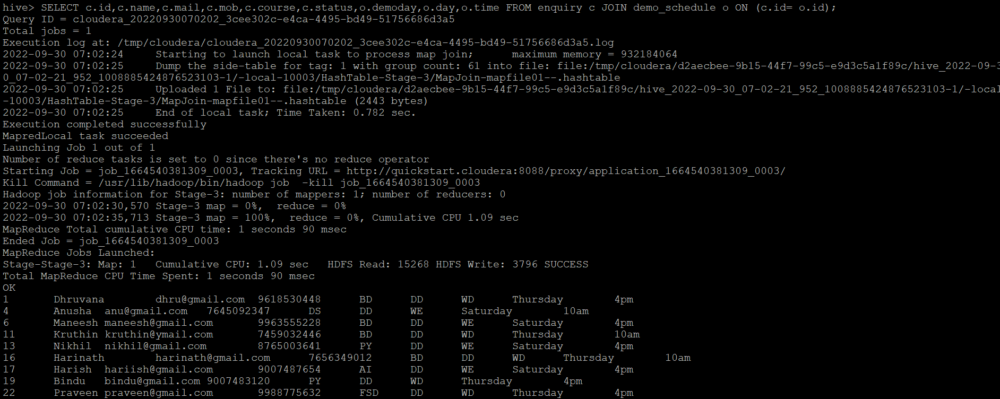 hive> SELECT c.id,c.name,c.mail,c.mob,c.course,c.status,o.demoday,o.day,o.time FROM enquiry c JOIN demo_schedule o ON (c.id= o.id);
Query ID = cloudera_20220930070202_3cee302c-e4ca-4495-bd49-51756686d3a5
Total jobs = 1
Execution log at: /tmp/cloudera/cloudera_20220930070202_3cee302c-e4ca-4495-bd49-51756686d3a5.log
2022-09-30 07:02:24     Starting to launch local task to process map join;      maximum memory = 932184064
2022-09-30 07:02:25     Dump the side-table for tag: 1 with group count: 61 into file: file:/tmp/cloudera/d2aecbee-9b15-44f7-99c5-e9d3c5a1f89c/hive_2022-09-3
0_07-02-21_952_1008885424876523103-1/-local-10003/HashTable-Stage-3/MapJoin-mapfile01--.hashtable
2022-09-30 07:02:25     Uploaded 1 File to: file:/tmp/cloudera/d2aecbee-9b15-44f7-99c5-e9d3c5a1f89c/hive_2022-09-30_07-02-21_952_1008885424876523103-1/-local
-10003/HashTable-Stage-3/MapJoin-mapfile01--.hashtable (2443 bytes)
2022-09-30 07:02:25     End of local task; Time Taken: 0.782 sec.
Execution completed successfully
MapredLocal task succeeded
Launching Job 1 out of 1
Number of reduce tasks is set to 0 since there's no reduce operator
Starting Job = job_1664540381309_0003, Tracking URL = http://quickstart.cloudera:8088/proxy/application_1664540381309_0003/
Kill Command = /usr/lib/hadoop/bin/hadoop job  -kill job_1664540381309_0003
Hadoop job information for Stage-3: number of mappers: 1; number of reducers: 0
2022-09-30 07:02:30,570 Stage-3 map = 0%,  reduce = 0%
2022-09-30 07:02:35,713 Stage-3 map = 100%,  reduce = 0%, Cumulative CPU 1.09 sec
MapReduce Total cumulative CPU time: 1 seconds 90 msec
Ended Job = job_1664540381309_0003
MapReduce Jobs Launched:
Stage-Stage-3: Map: 1   Cumulative CPU: 1.09 sec   HDFS Read: 15268 HDFS Write: 3796 SUCCESS
Total MapReduce CPU Time Spent: 1 seconds 90 msec
OK
1       Dhruvana        dhru@gmail.com  9618530448      BD      DD      WD      Thursday        4pm
4       Anusha  anu@gmail.com   7645092347      DS      DD      WE      Saturday        10am
6       Maneesh maneesh@gmail.com       9963555228      BD      DD      WE      Saturday        4pm
11      Kruthin kruthin@ymail.com       7459032446      BD      DD      WD      Thursday        10am
13      Nikhil  nikhil@gmail.com        8765003641      PY      DD      WE      Saturday        4pm
16      Harinath        harinath@gmail.com      7656349012      BD      DD      WD      Thursday        10am
17      Harish  hariish@gmail.com       9007487654      AI      DD      WE      Saturday        4pm
19      Bindu   bindu@gmail.com 9007483120      PY      DD      WD      Thursday        4pm
22      Praveen praveen@gmail.com       9988775632      FSD     DD      WD      Thursday        4pm